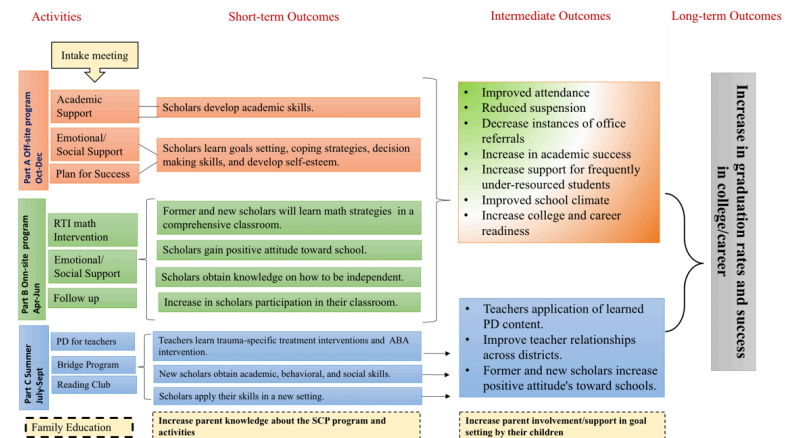 Activities
Short-term Outcomes
Intermediate Outcomes
Long-term Outcomes
Intake meeting
Part A Off-site program
Oct-Dec
Academic
Support
Emotional/
Social Support
Plan for Success
Scholars develop academic skills.
Scholars learn goals setting, coping strategies, decision
making skills, and develop self-esteem.
Part B Onn-site program
Apr-Jun
RTI math
Intervention
Emotional/
Social Support
Follow up
Former and new scholars will learn math strategies in a
comprehensive classroom.
Scholars gain positive attitude toward school.
Scholars obtain knowledge on how to be independent.
Increase in scholars participation in their classroom.
Part C Summer
July-Sept
PD for teachers
Bridge Program
Reading Club
Teachers learn trauma-specific treatment interventions and ABA
intervention.
New scholars obtain academic, behavioral, and social skills.
Scholars apply their skills in a new setting.
• Improved attendance
• Reduced suspension
• Decrease instances of office
referrals
• Increase in academic success
• Increase support for frequently
under-resourced students
• Improved school climate
• Increase college and career
readiness
• Teachers application of learned
PD content.
• Improve teacher relationships
across districts.
• Former and new scholars increase
positive attitude's toward schools.
Increase in graduation rates and success
in college/career
Family Education
Increase parent knowledge about the SCP program and
activities
Increase parent involvement/support in goal
setting by their children